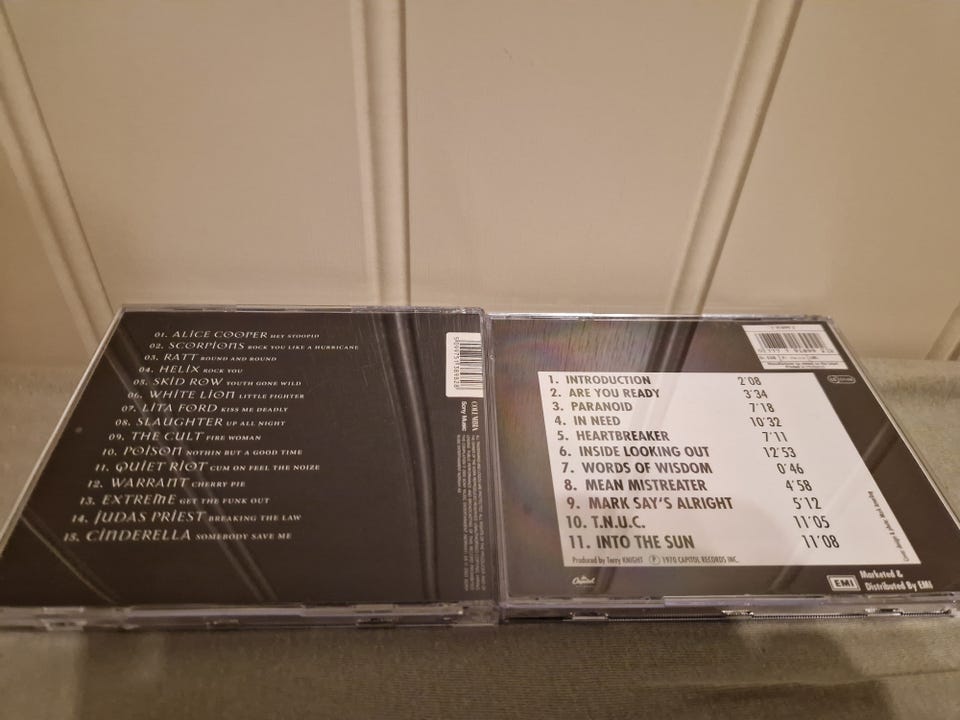 01. ALICE COOPER HEY STOOPID
02. SCORPIONS ROCK YOU LIKE A HURRICANE
03. RATT ROUND AND ROUND
04. HELIX ROCK YOU
05. SKID ROW YOUTH GONE WILD
06. WHITE LION LITTLE FIGHTER
07. LITA FORD KISS ME DEADLY
08. SLAUGHTER UP ALL NIGHT
09. THE CULT FIRE WOMAN
10. POISON NOTHIN BUT A GOOD TIME
11. QUIET RIOT CUM ON FEEL THE NOIZE
12. WARRANT CHERRY PIE
13. EXTREME GET THE FUNK OUT
14. JUDAS PRIEST BREAKING THE LAW
15. CINDERELLA SOMEBODY SAVE ME
COLUMBIA
Sony Music
1. INTRODUCTION 2'08
2. ARE YOU READY 3'34
3. PARANOID 7'18
4. IN NEED 10'32
5. HEARTBREAKER 7'11
6. INSIDE LOOKING OUT 12'53
7. WORDS OF WISDOM 0'46
8. MEAN MISTREATER 4'58
9. MARK SAY'S ALRIGHT 5'12
10. T.N.U.C. 11'05
11. INTO THE SUN 11'08
Produced by Terry KNIGHT Ⓟ 1970 CAPITOL RECORDS INC.
Capitol
EMI
Marketed &
Distributed By EMI